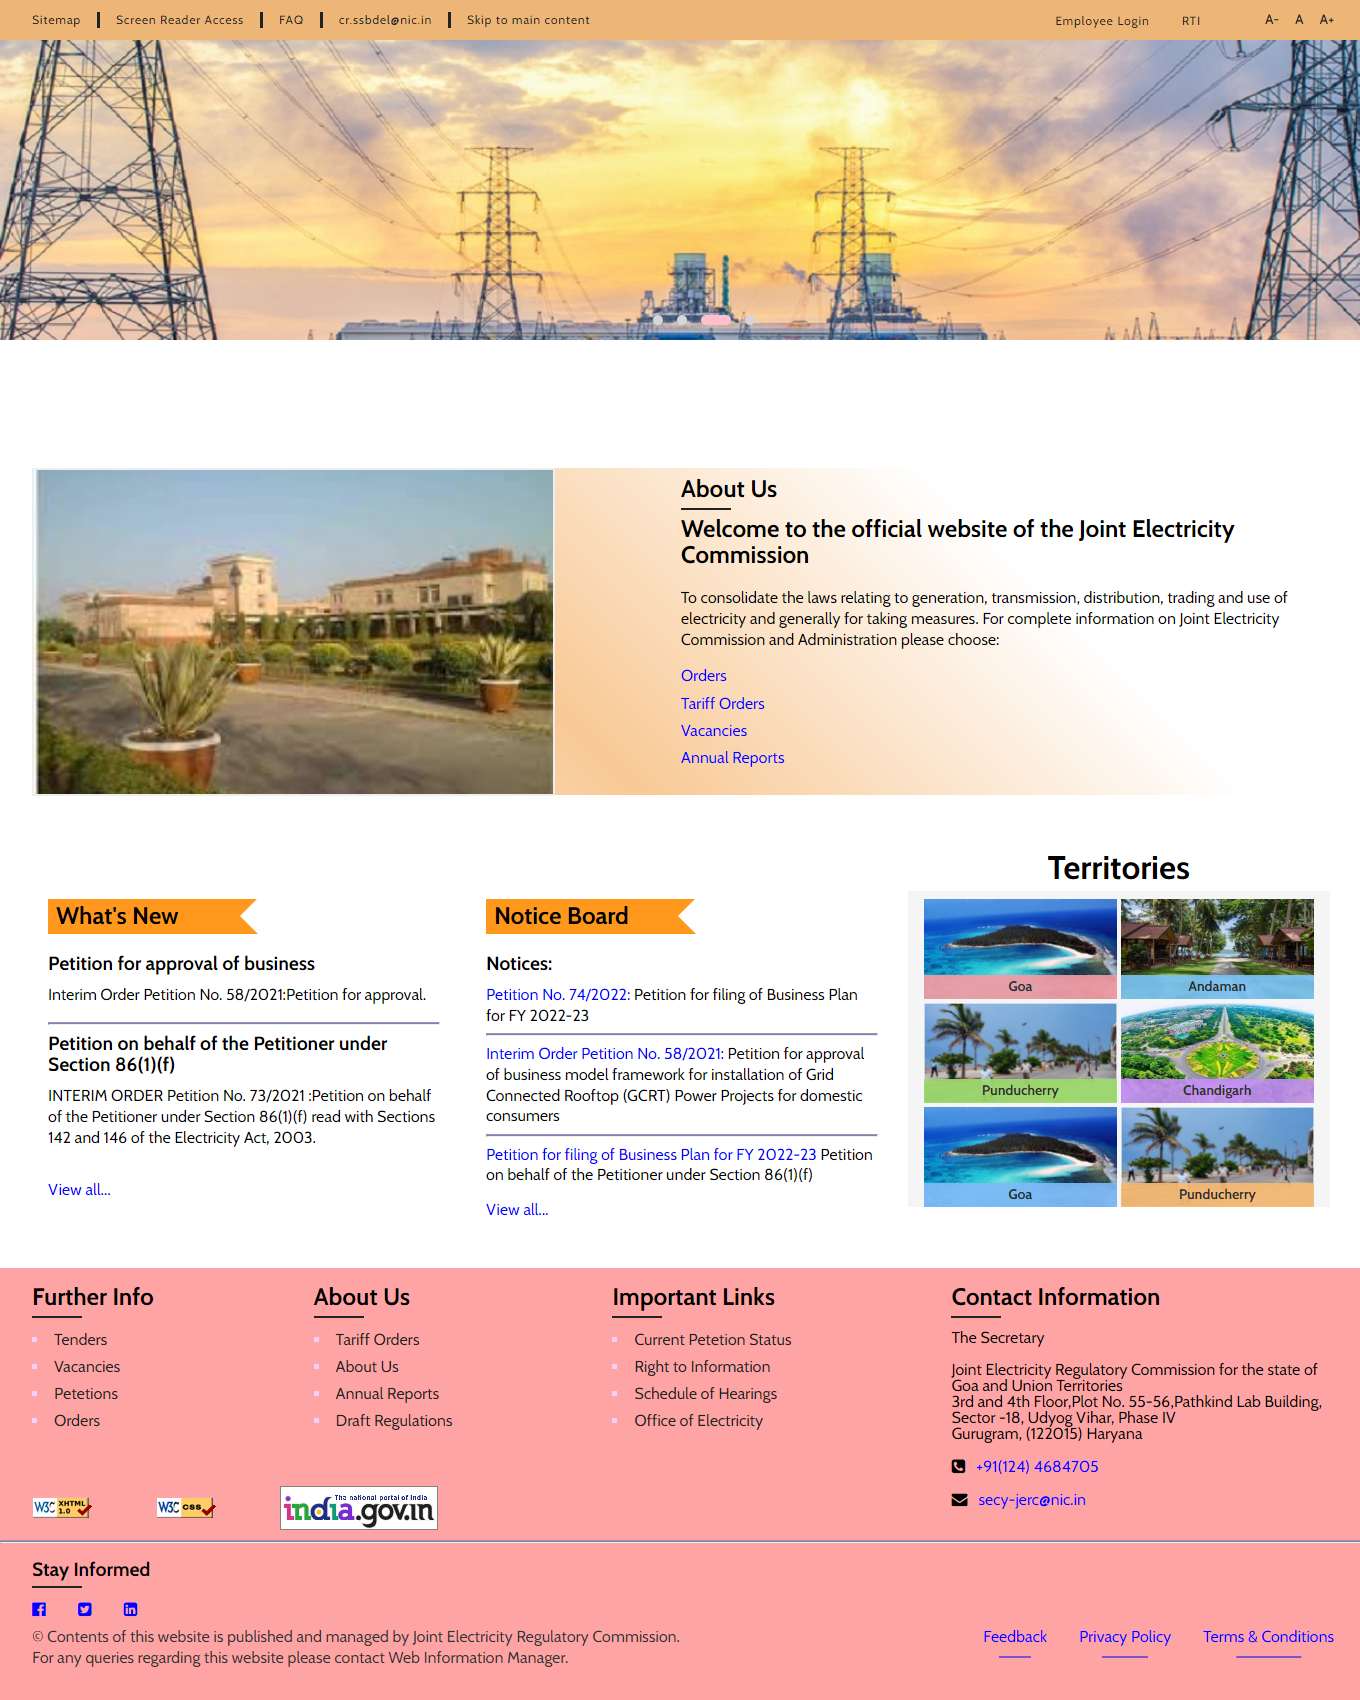 Sitemap
Screen Reader Access
FAQ
cr.ssbdel@nic.in
Skip to main content
Employee Login
RTI
A-
A
A+
About Us
Welcome to the official website of the Joint Electricity
Commission
To consolidate the laws relating to generation, transmission, distribution, trading and use of
electricity and generally for taking measures. For complete information on Joint Electricity
Commission and Administration please choose:
Orders
Tariff Orders
Vacancies
Annual Reports
What's New
Petition for approval of business
Interim Order Petition No. 58/2021:Petition for approval.
Petition on behalf of the Petitioner under
Section 86(1)(f)
INTERIM ORDER Petition No. 73/2021 :Petition on behalf
of the Petitioner under Section 86(1)(f) read with Sections
142 and 146 of the Electricity Act, 2003.
View all...
Notice Board
Notices:
Petition No. 74/2022: Petition for filing of Business Plan
for FY 2022-23
Interim Order Petition No. 58/2021: Petition for approval
of business model framework for installation of Grid
Connected Rooftop (GCRT) Power Projects for domestic
consumers
Petition for filing of Business Plan for FY 2022-23 Petition
on behalf of the Petitioner under Section 86(1)(f)
View all...
Territories
Goa
Andaman
Punducherry
Chandigarh
Goa
Punducherry
Further Info
Tenders
Vacancies
Petetions
Orders
About Us
Tariff Orders
About Us
Annual Reports
Draft Regulations
Important Links
Current Petetion Status
Right to Information
Schedule of Hearings
Office of Electricity
Contact Information
The Secretary
Joint Electricity Regulatory Commission for the state of
Goa and Union Territories
3rd and 4th Floor,Plot No. 55-56,Pathkind Lab Building,
Sector -18, Udyog Vihar, Phase IV
Gurugram, (122015) Haryana
+91(124) 4684705
secy-jerc@nic.in
W3C XHTML 1.0
W3C CSS
The national portal of India
india.gov.in
Stay Informed
© Contents of this website is published and managed by Joint Electricity Regulatory Commission.
For any queries regarding this website please contact Web Information Manager.
Feedback
Privacy Policy
Terms & Conditions